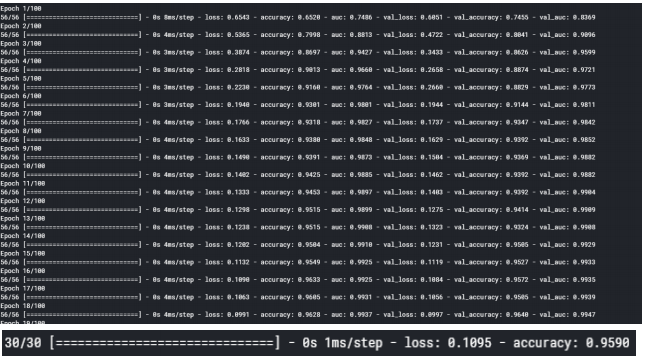 Epoch 1/100
56/56 [==============================] - 0s 8ms/step - loss: 0.6543 - accuracy: 0.6520 - auc: 0.7486 - val_loss: 0.6051 - val_accuracy: 0.7455 - val_auc: 0.8369
Epoch 2/100
56/56 [==============================] - 0s 4ms/step - loss: 0.5365 - accuracy: 0.7998 - auc: 0.8813 - val_loss: 0.4722 - val_accuracy: 0.8041 - val_auc: 0.9096
Epoch 3/100
56/56 [==============================] - 0s 3ms/step - loss: 0.3874 - accuracy: 0.8697 - auc: 0.9427 - val_loss: 0.3433 - val_accuracy: 0.8626 - val_auc: 0.9599
Epoch 4/100
56/56 [==============================] - 0s 3ms/step - loss: 0.2818 - accuracy: 0.9013 - auc: 0.9660 - val_loss: 0.2658 - val_accuracy: 0.8874 - val_auc: 0.9721
Epoch 5/100
56/56 [==============================] - 0s 3ms/step - loss: 0.2230 - accuracy: 0.9160 - auc: 0.9764 - val_loss: 0.2660 - val_accuracy: 0.8829 - val_auc: 0.9773
Epoch 6/100
56/56 [==============================] - 0s 3ms/step - loss: 0.1940 - accuracy: 0.9301 - auc: 0.9801 - val_loss: 0.1944 - val_accuracy: 0.9144 - val_auc: 0.9811
Epoch 7/100
56/56 [==============================] - 0s 4ms/step - loss: 0.1766 - accuracy: 0.9318 - auc: 0.9827 - val_loss: 0.1737 - val_accuracy: 0.9347 - val_auc: 0.9842
Epoch 8/100
56/56 [==============================] - 0s 4ms/step - loss: 0.1633 - accuracy: 0.9380 - auc: 0.9848 - val_loss: 0.1629 - val_accuracy: 0.9392 - val_auc: 0.9852
Epoch 9/100
56/56 [==============================] - 0s 4ms/step - loss: 0.1490 - accuracy: 0.9391 - auc: 0.9873 - val_loss: 0.1504 - val_accuracy: 0.9369 - val_auc: 0.9882
Epoch 10/100
56/56 [==============================] - 0s 4ms/step - loss: 0.1402 - accuracy: 0.9425 - auc: 0.9885 - val_loss: 0.1462 - val_accuracy: 0.9392 - val_auc: 0.9882
Epoch 11/100
56/56 [==============================] - 0s 4ms/step - loss: 0.1333 - accuracy: 0.9453 - auc: 0.9897 - val_loss: 0.1403 - val_accuracy: 0.9392 - val_auc: 0.9904
Epoch 12/100
56/56 [==============================] - 0s 4ms/step - loss: 0.1298 - accuracy: 0.9515 - auc: 0.9899 - val_loss: 0.1275 - val_accuracy: 0.9414 - val_auc: 0.9909
Epoch 13/100
56/56 [==============================] - 0s 4ms/step - loss: 0.1238 - accuracy: 0.9515 - auc: 0.9908 - val_loss: 0.1323 - val_accuracy: 0.9324 - val_auc: 0.9908
Epoch 14/100
56/56 [==============================] - 0s 4ms/step - loss: 0.1202 - accuracy: 0.9504 - auc: 0.9910 - val_loss: 0.1231 - val_accuracy: 0.9505 - val_auc: 0.9929
Epoch 15/100
56/56 [==============================] - 0s 4ms/step - loss: 0.1132 - accuracy: 0.9549 - auc: 0.9925 - val_loss: 0.1119 - val_accuracy: 0.9527 - val_auc: 0.9933
Epoch 16/100
56/56 [==============================] - 0s 4ms/step - loss: 0.1090 - accuracy: 0.9633 - auc: 0.9925 - val_loss: 0.1084 - val_accuracy: 0.9572 - val_auc: 0.9935
Epoch 17/100
56/56 [==============================] - 0s 4ms/step - loss: 0.1063 - accuracy: 0.9605 - auc: 0.9931 - val_loss: 0.1056 - val_accuracy: 0.9505 - val_auc: 0.9939
Epoch 18/100
56/56 [==============================] - 0s 4ms/step - loss: 0.0991 - accuracy: 0.9628 - auc: 0.9937 - val_loss: 0.0997 - val_accuracy: 0.9640 - val_auc: 0.9947
Epoch 19/100
30/30 [==============================] - 0s 1ms/step - loss: 0.1095 - accuracy: 0.9590